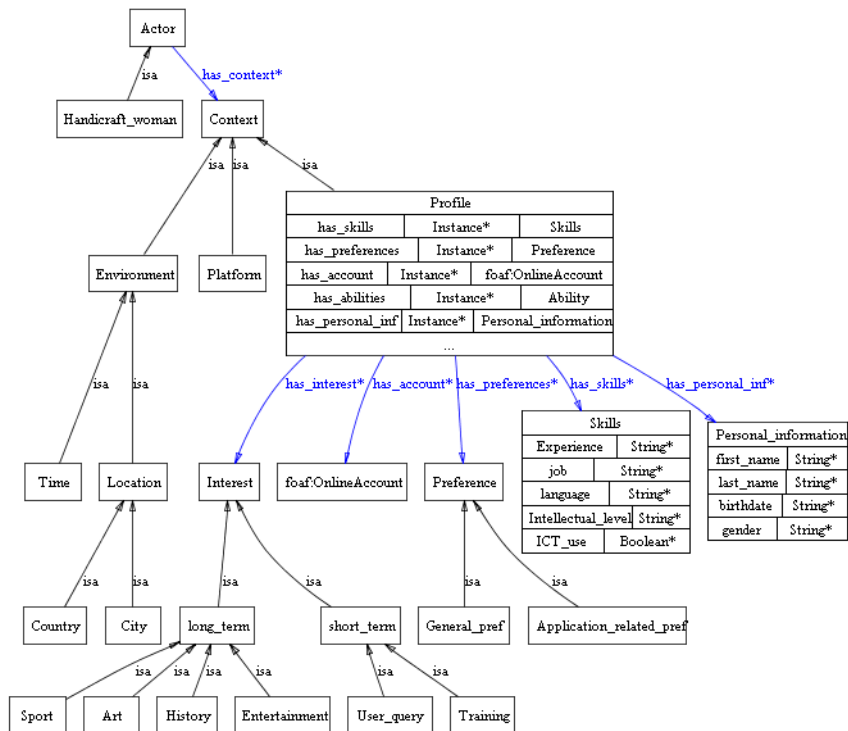 Actor
isa
has_context*
Handicraft_woman
Context
isa
isa
isa
Profile
has_skills Instance* Skills
has_preferences Instance* Preference
has_account Instance* foaf:OnlineAccount
has_abilities Instance* Ability
has_personal_inf Instance* Personal_information
...
Environment
Platform
isa
isa
has_interest*
has_account*
has_preferences*
has_skills*
has_personal_inf*
Time
Location
Interest
foaf:OnlineAccount
Preference
Skills
Experience String*
job String*
language String*
Intellectual_level String*
ICT_use Boolean*
Personal_information
first_name String*
last_name String*
birthdate String*
gender String*
isa
isa
isa
isa
isa
isa
Country
City
long_term
short_term
General_pref
Application_related_pref
isa
isa
isa
isa
isa
isa
Sport
Art
History
Entertainment
User_query
Training